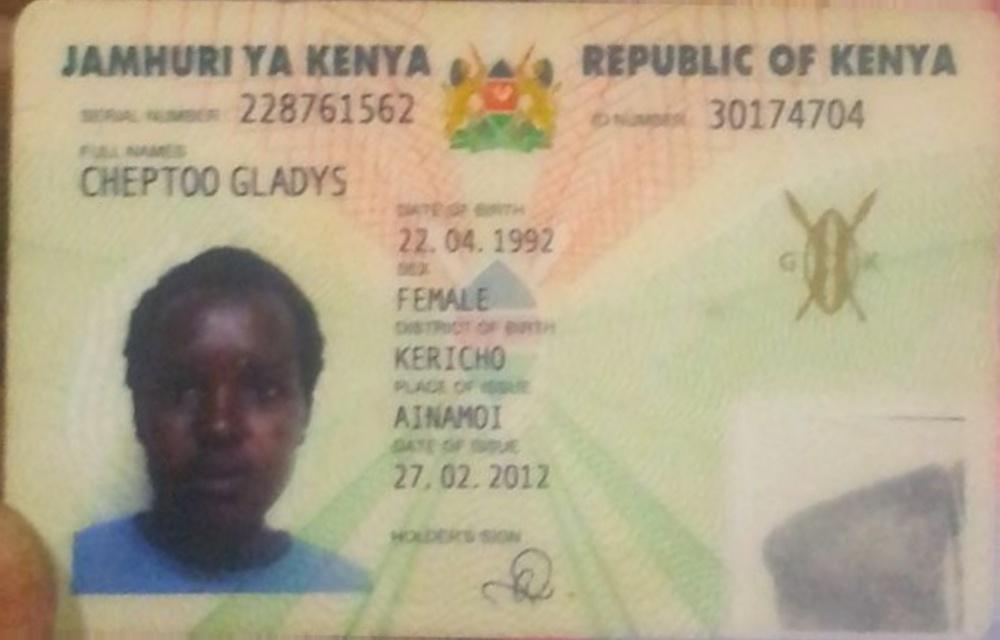 JAMHURI YA KENYA REPUBLIC OF KENYA
SERIAL NUMBER 228761562 ID NUMBER 30174704
FULL NAMES
CHEPTOO GLADYS
DATE OF BIRTH
22. 04. 1992
SEX
FEMALE
DISTRICT OF BIRTH
KERICHO
PLACE OF ISSUE
AINAMOI
DATE OF ISSUE
27. 02. 2012
HOLDER'S SIGN
G K